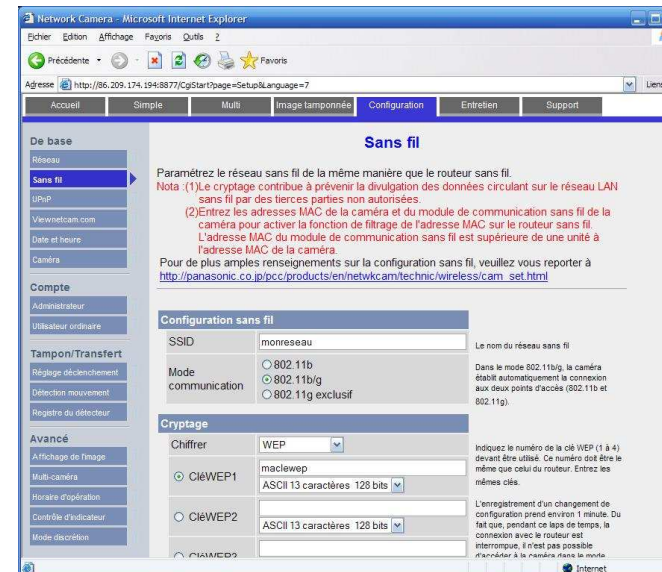 Network Camera - Microsoft Internet Explorer
Fichier Edition Affichage Favoris Outils ?
Précédente Favoris
Adresse http://86.209.174.194:8877/CgiStart?page=Setup&Language=7 Liens
Accueil Simple Multi Image tamponnée Configuration Entretien Support
De base
Réseau
Sans fil
UPnP
Viewnetcam.com
Date et heure
Caméra
Compte
Administrateur
Utilisateur ordinaire
Tampon/Transfert
Réglage déclenchement
Détection mouvement
Registre du détecteur
Avancé
Affichage de l'image
Multi-caméra
Horaire d'opération
Contrôle d'indicateur
Mode discrétion
Sans fil
Paramétrez le réseau sans fil de la même manière que le routeur sans fil.
Nota :(1)Le cryptage contribue à prévenir la divulgation des données circulant sur le réseau LAN
sans fil par des tierces parties non autorisées.
(2)Entrez les adresses MAC de la caméra et du module de communication sans fil de la
caméra pour activer la fonction de filtrage de l'adresse MAC sur le routeur sans fil.
L'adresse MAC du module de communication sans fil est supérieure de une unité à
l'adresse MAC de la caméra.
Pour de plus amples renseignements sur la configuration sans fil, veuillez vous reporter à
http://panasonic.co.jp/pcc/products/en/netwkcam/technic/wireless/cam_set.html
Configuration sans fil
SSID monreseau
Le nom du réseau sans fil
Mode
communication
802.11b
802.11b/g
802.11g exclusif
Dans le mode 802.11b/g, la caméra
établit automatiquement la connexion
aux deux points d'accès (802.11b et
802.11g).
Cryptage
Chiffrer WEP
CléWEP1 maclewep
ASCII 13 caractères 128 bits
CléWEP2
ASCII 13 caractères 128 bits
CléWEP3
Indiquez le numéro de la clé WEP (1 à 4)
devant être utilisé. Ce numéro doit être le
même que celui du routeur. Entrez les
mêmes clés.
L'enregistrement d'un changement de
configuration prend environ 1 minute. Du
fait que, pendant ce laps de temps, la
connexion avec le routeur est
interrompue, il n'est pas possible
d'accéder à la caméra dans le mode
Internet